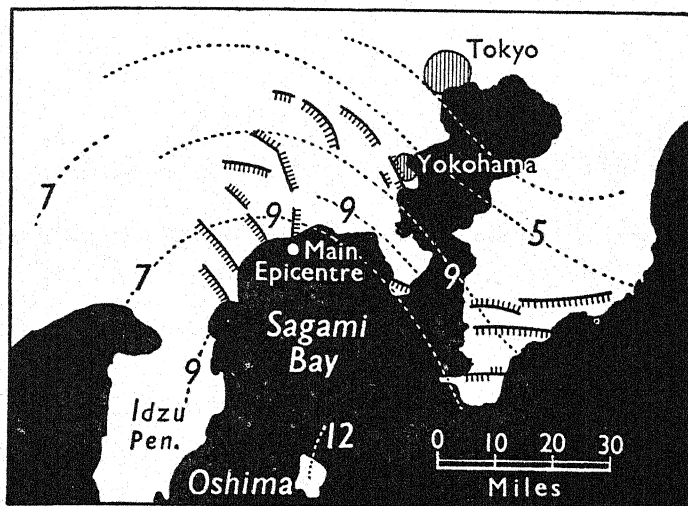 Tokyo
Yokohama
7
9
9
5
Main
Epicentre
7
9
Sagami
Bay
9
Idzu
Pen.
12
Oshima
0 10 20 30
Miles